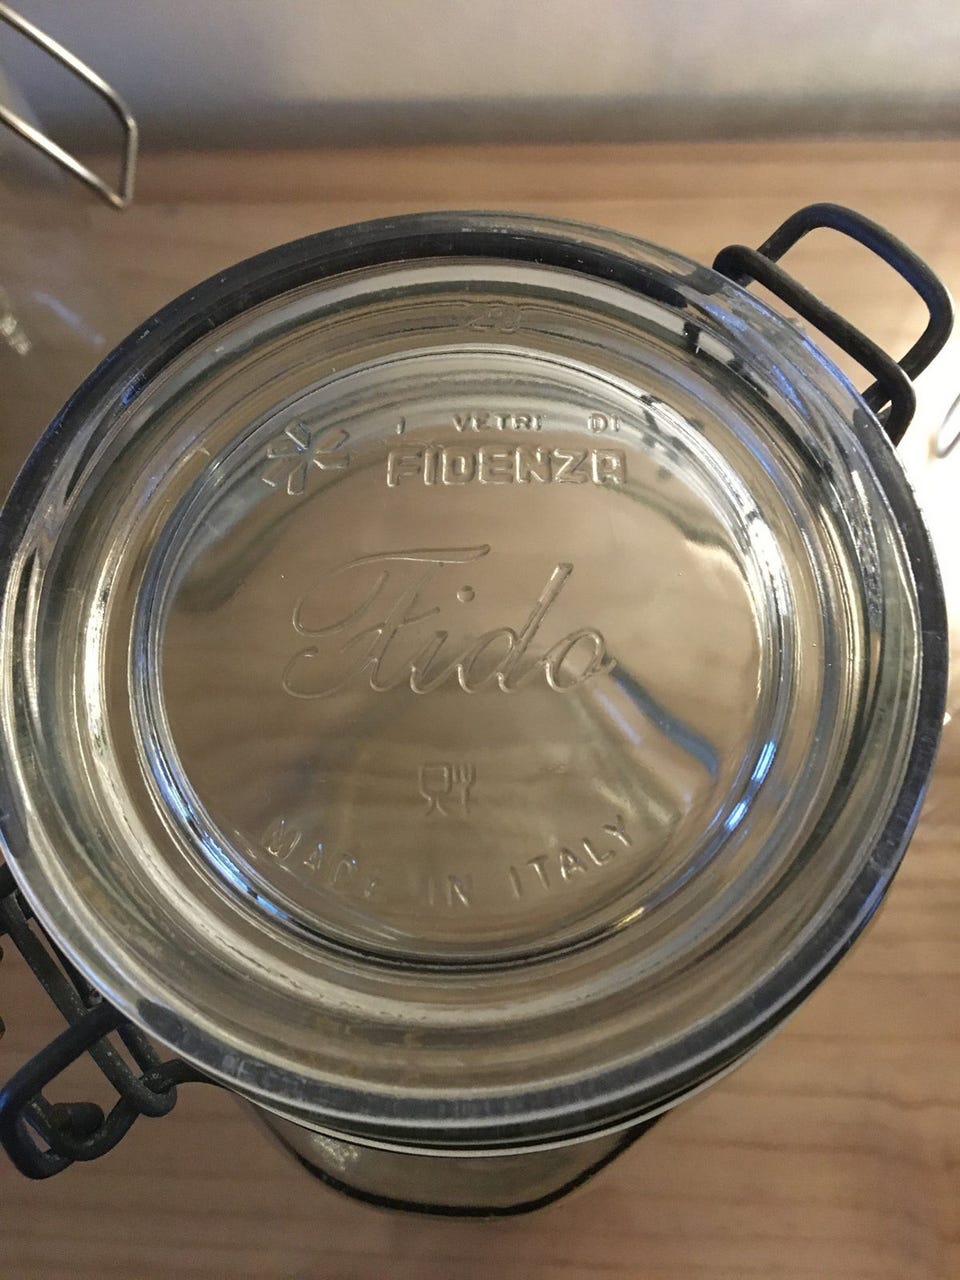 i VETRi Di
FiDENZA
Fido
MADE IN ITALY